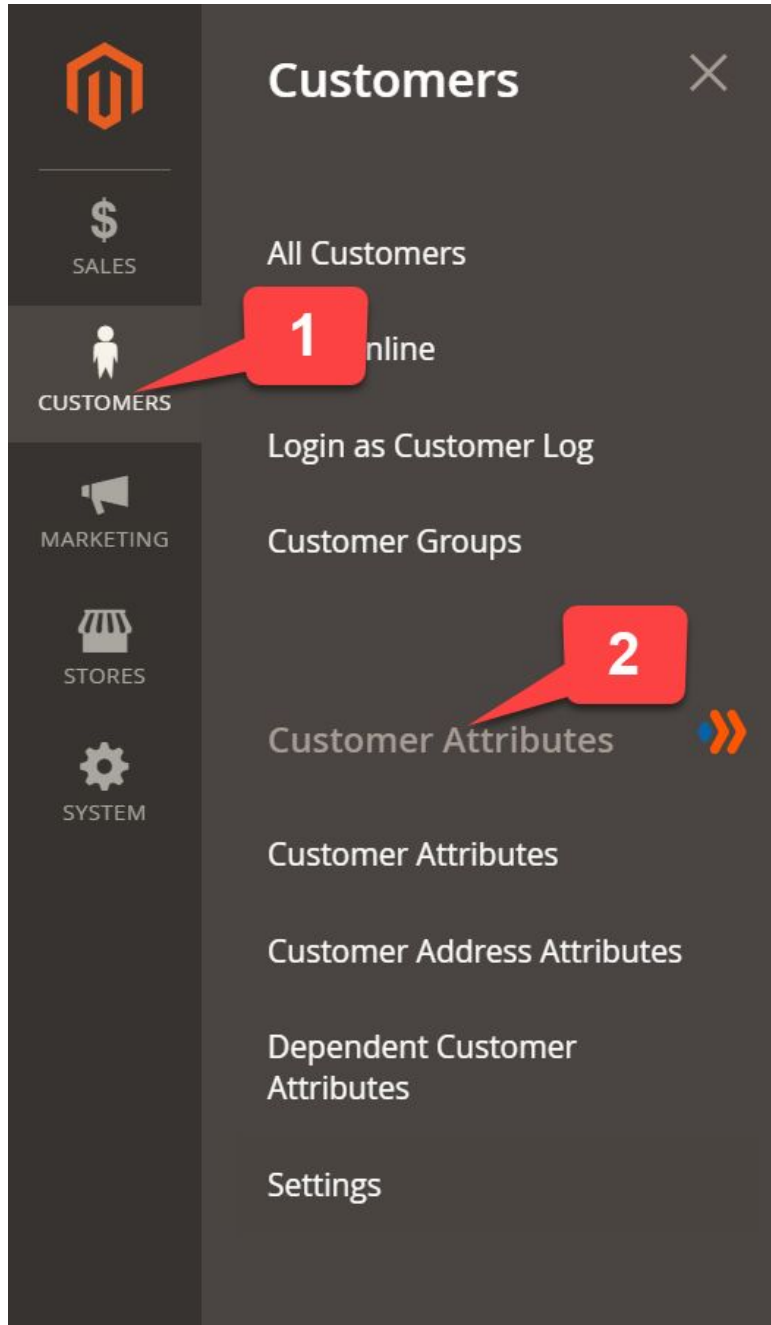 Customers
$
SALES
CUSTOMERS
MARKETING
STORES
SYSTEM
All Customers
1
nline
Login as Customer Log
Customer Groups
2
Customer Attributes
Customer Attributes
Customer Address Attributes
Dependent Customer
Attributes
Settings